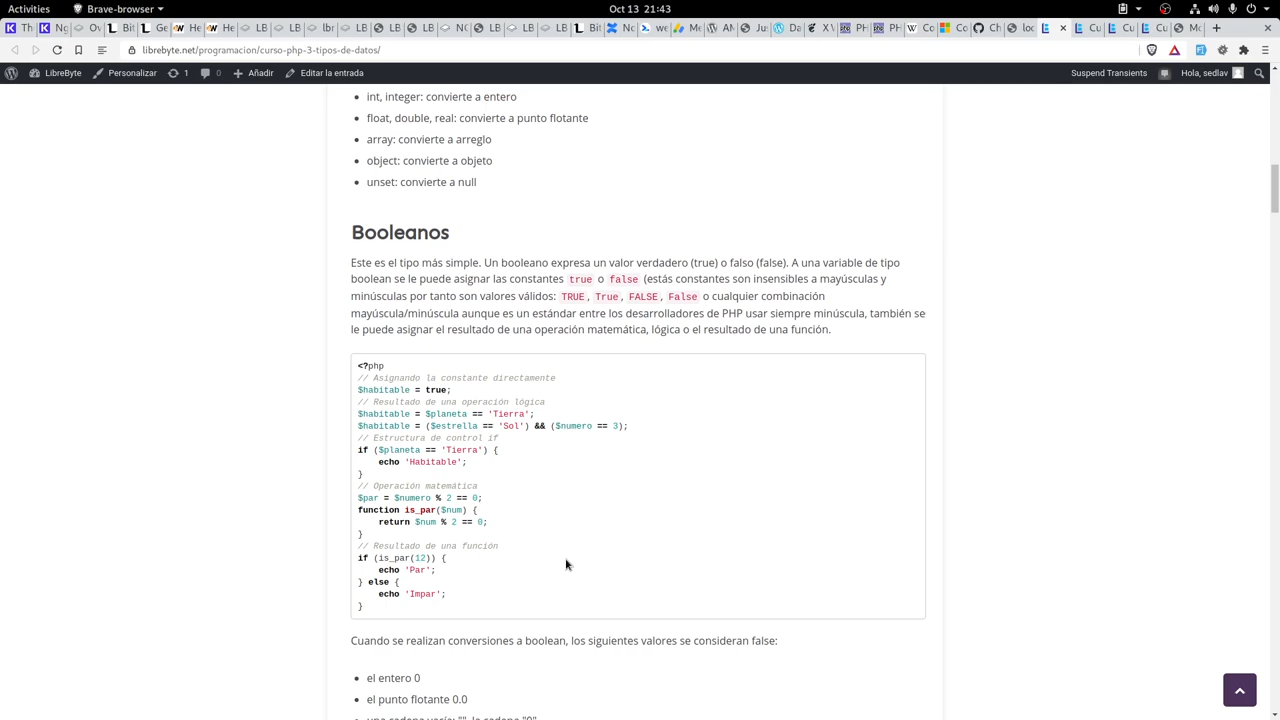 Activities Brave-browser Oct 13 21:43
librebyte.net/programacion/curso-php-3-tipos-de-datos/
LibreByte Personalizar 1 0 Añadir Editar la entrada Suspend Transients Hola, sedlav
int, integer: convierte a entero
float, double, real: convierte a punto flotante
array: convierte a arreglo
object: convierte a objeto
unset: convierte a null
Booleanos
Este es el tipo más simple. Un booleano expresa un valor verdadero (true) o falso (false). A una variable de tipo
boolean se le puede asignar las constantes true o false (estás constantes son insensibles a mayúsculas y
minúsculas por tanto son valores válidos: TRUE, True, FALSE, False o cualquier combinación
mayúscula/minúscula aunque es un estándar entre los desarrolladores de PHP usar siempre minúscula, también se
le puede asignar el resultado de una operación matemática, lógica o el resultado de una función.
<?php
// Asignando la constante directamente
$habitable = true;
// Resultado de una operación lógica
$habitable = $planeta == 'Tierra';
$habitable = ($estrella == 'Sol') && ($numero == 3);
// Estructura de control if
if ($planeta == 'Tierra') {
echo 'Habitable';
}
// Operación matemática
$par = $numero % 2 == 0;
function is_par($num) {
return $num % 2 == 0;
}
// Resultado de una función
if (is_par(12)) {
echo 'Par';
} else {
echo 'Impar';
}
Cuando se realizan conversiones a boolean, los siguientes valores se consideran false:
el entero 0
el punto flotante 0.0